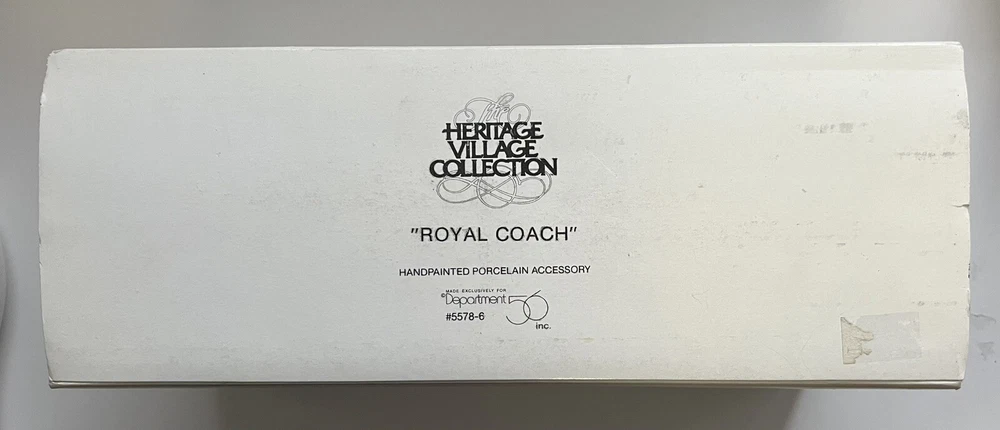 The
HERITAGE
VILLAGE
COLLECTION
"ROYAL COACH"
HANDPAINTED PORCELAIN ACCESSORY
MADE EXCLUSIVELY FOR
©Department 56
#5578-6
inc.